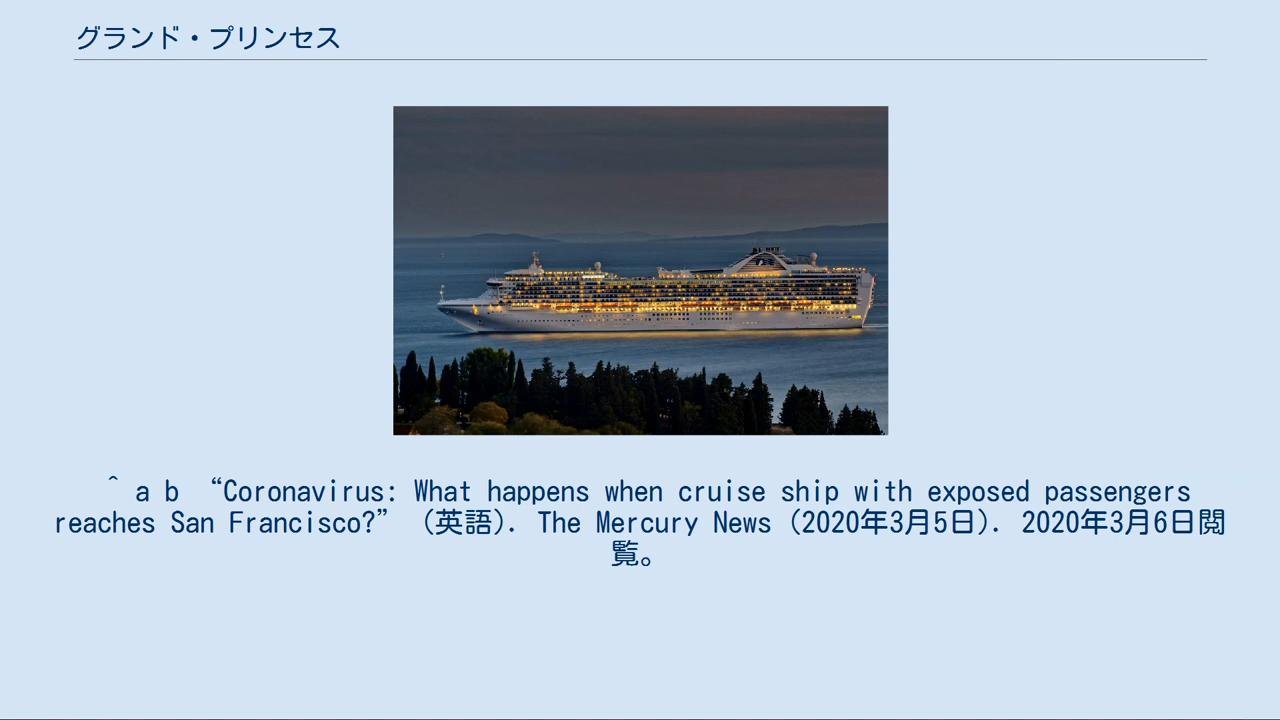 グランド・プリンセス
^ a b “Coronavirus: What happens when cruise ship with exposed passengers
reaches San Francisco?” （英語）. The Mercury News (2020年3月5日). 2020年3月6日閲
覧。